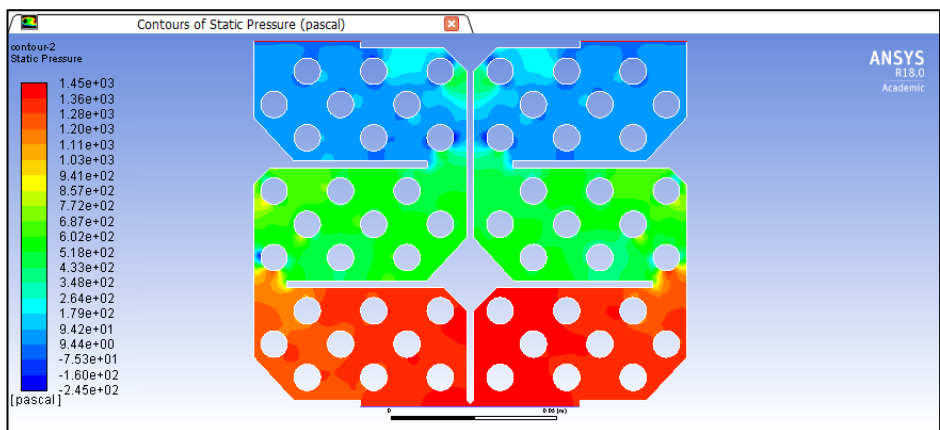 Contours of Static Pressure (pascal)
contour-2
Static Pressure
ANSYS
R18.0
Academic
1.45e+03
1.36e+03
1.28e+03
1.20e+03
1.11e+03
1.03e+03
9.41e+02
8.57e+02
7.72e+02
6.87e+02
6.02e+02
5.18e+02
4.33e+02
3.48e+02
2.64e+02
1.79e+02
9.42e+01
9.44e+00
-7.53e+01
-1.60e+02
-2.45e+02
[pascal]
0